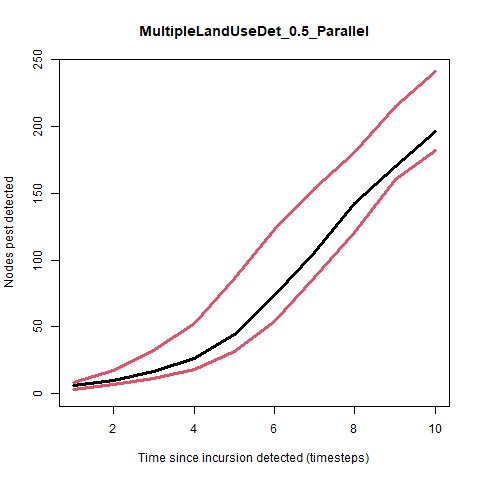 MultipleLandUseDet_0.5_Parallel
250
200
150
100
50
0
Nodes pest detected
2 4 6 8 10
Time since incursion detected (timesteps)